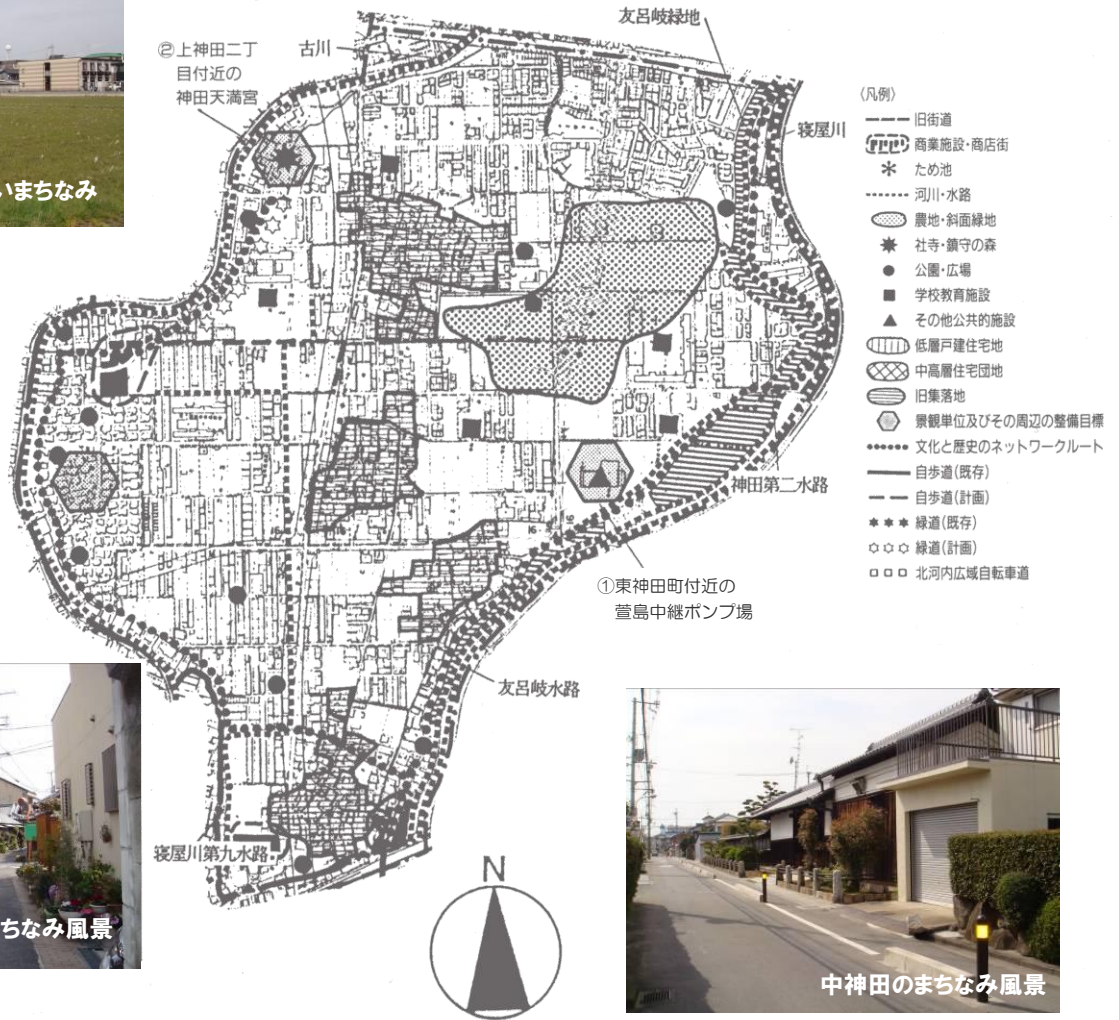 いまちなみ
②上神田二丁
目付近の
神田天満宮
古川
友呂岐緑地
寝屋川
〈凡例〉
旧街道
商業施設・商店街
ため池
河川・水路
農地・斜面緑地
社寺・鎮守の森
公園・広場
学校教育施設
その他公共的施設
低層戸建住宅地
中高層住宅団地
旧集落地
景観単位及びその周辺の整備目標
文化と歴史のネットワークルート
自歩道(既存)
自歩道(計画)
緑道(既存)
緑道(計画)
北河内広域自転車道
神田第二水路
①東神田町付近の
萱島中継ポンプ場
友呂岐水路
寝屋川第九水路
ちなみ風景
N
中神田のまちなみ風景